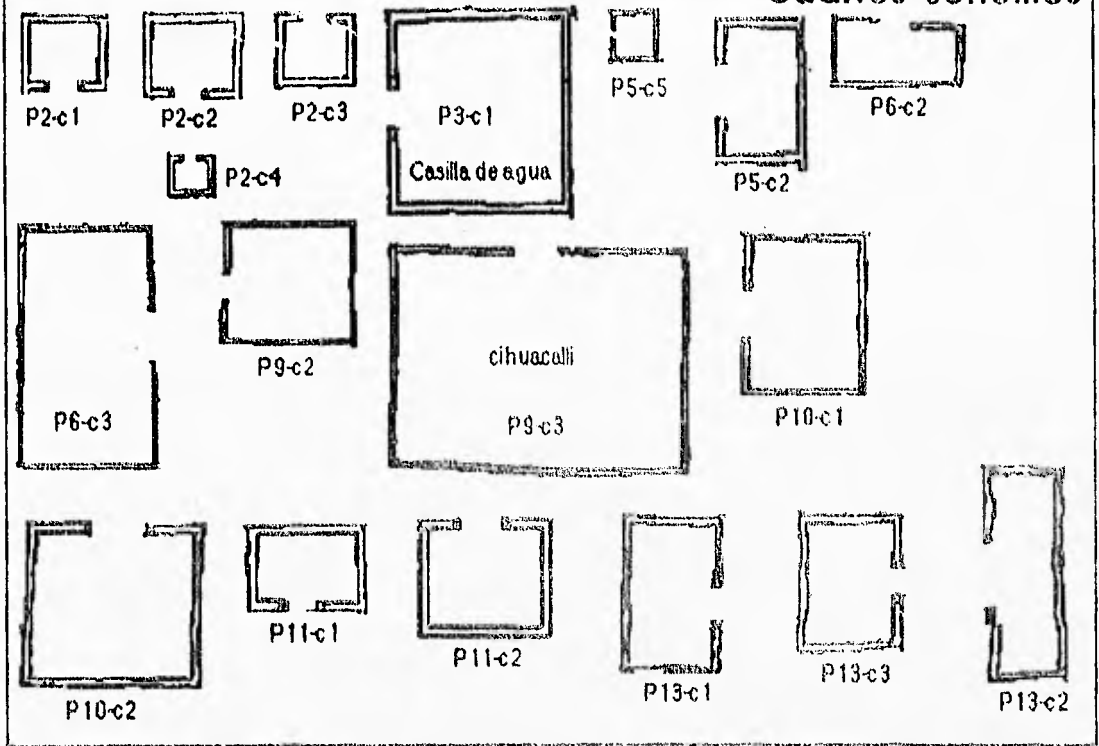 P2-c1
P2-c2
P2-c3
P3-c1
Casilla de agua
P5-c5
P5-c2
P6-c2
P2-c4
P6-c3
P9-c2
cihuacalli
P9-c3
P10-c1
P10-c2
P11-c1
P11-c2
P13-c1
P13-c3
P13-c2